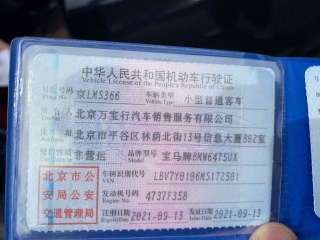 中华人民共和国机动车行驶证
Vehicle License of the People's Republic of China
号牌号码 京LMS366 车辆类型 小型普通客车
Plate No. Vehicle Type
所有人 北京万宝行汽车销售服务有限公司
Owner
住址 北京市平谷区林荫北街13号信息大厦802室
Address
使用性质 非营运 品牌型号 宝马牌BMW6475UX
北京市公 车辆识别代号 LBV7Y0106MS172501
VIN
安局公安 发动机号码 4737F358
交通管理局 注册日期 2021-09-13 发证日期 2021-09-13